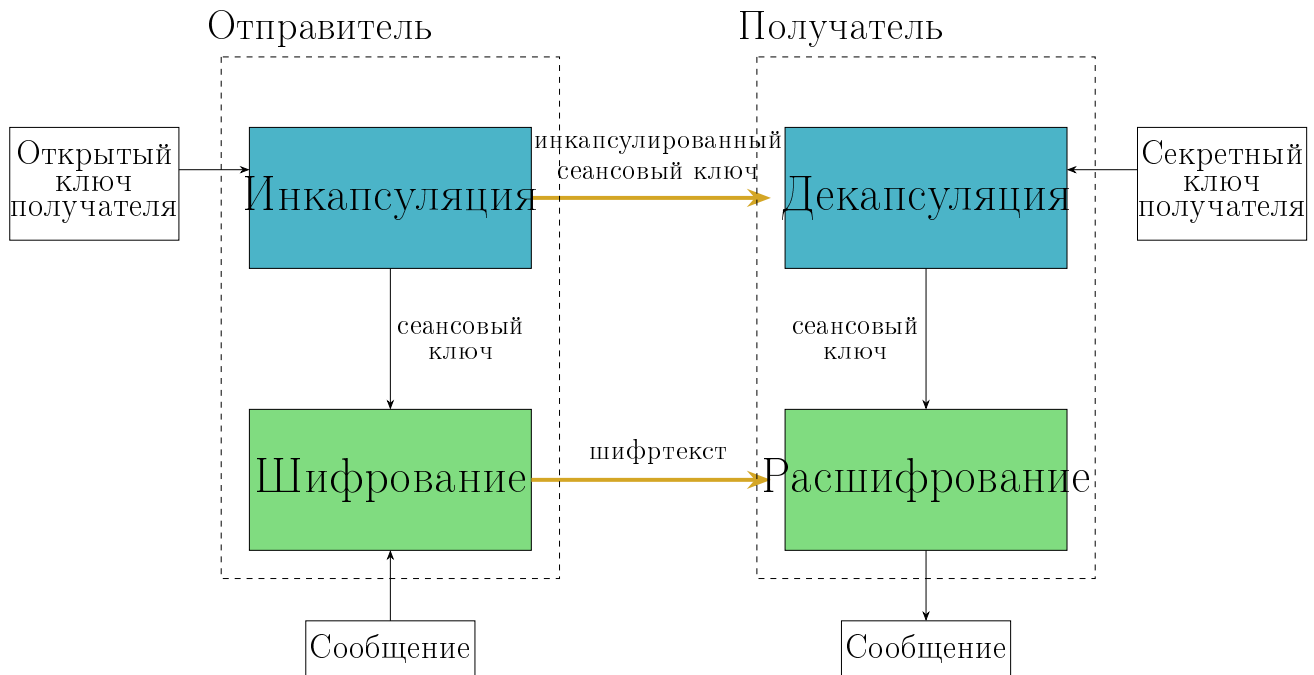 Отправитель
Получатель
Открытый
ключ
получателя
Инкапсуляция
инкапсулированный
сеансовый ключ
Декапсуляция
Секретный
ключ
получателя
сеансовый
ключ
сеансовый
ключ
Шифрование
шифртекст
Расшифрование
Сообщение
Сообщение